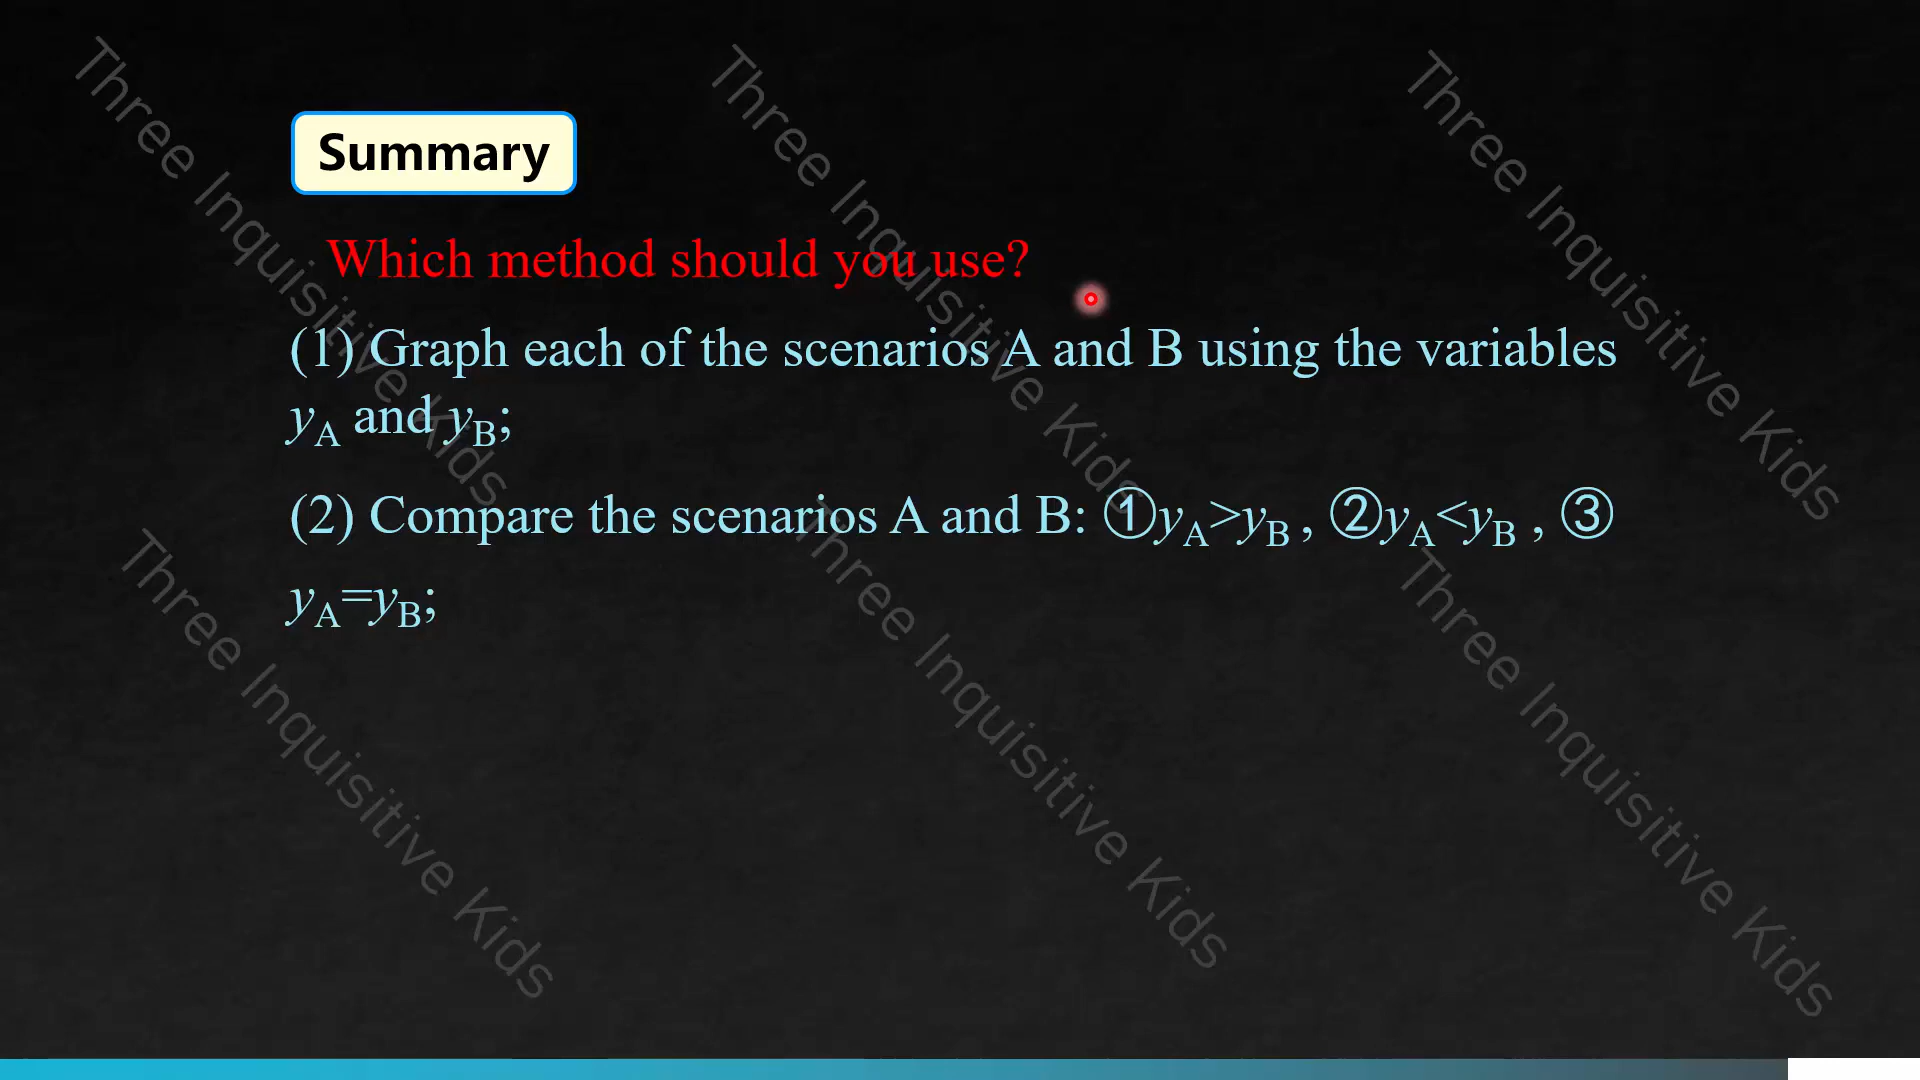 Summary
Which method should you use?
(1) Graph each of the scenarios A and B using the variables
yA and yB;
(2) Compare the scenarios A and B: ①yA>yB , ②yA<yB , ③
yA=yB;
Three Inquisitive Kids
Three Inquisitive Kids
Three Inquisitive Kids
Three Inquisitive Kids
Three Inquisitive Kids
Three Inquisitive Kids